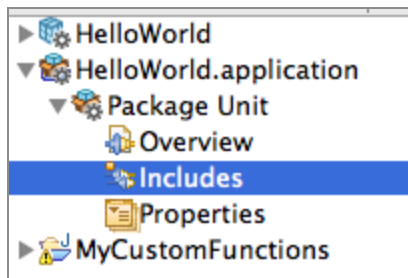 HelloWorld
HelloWorld.application
Package Unit
Overview
Includes
Properties
MyCustomFunctions